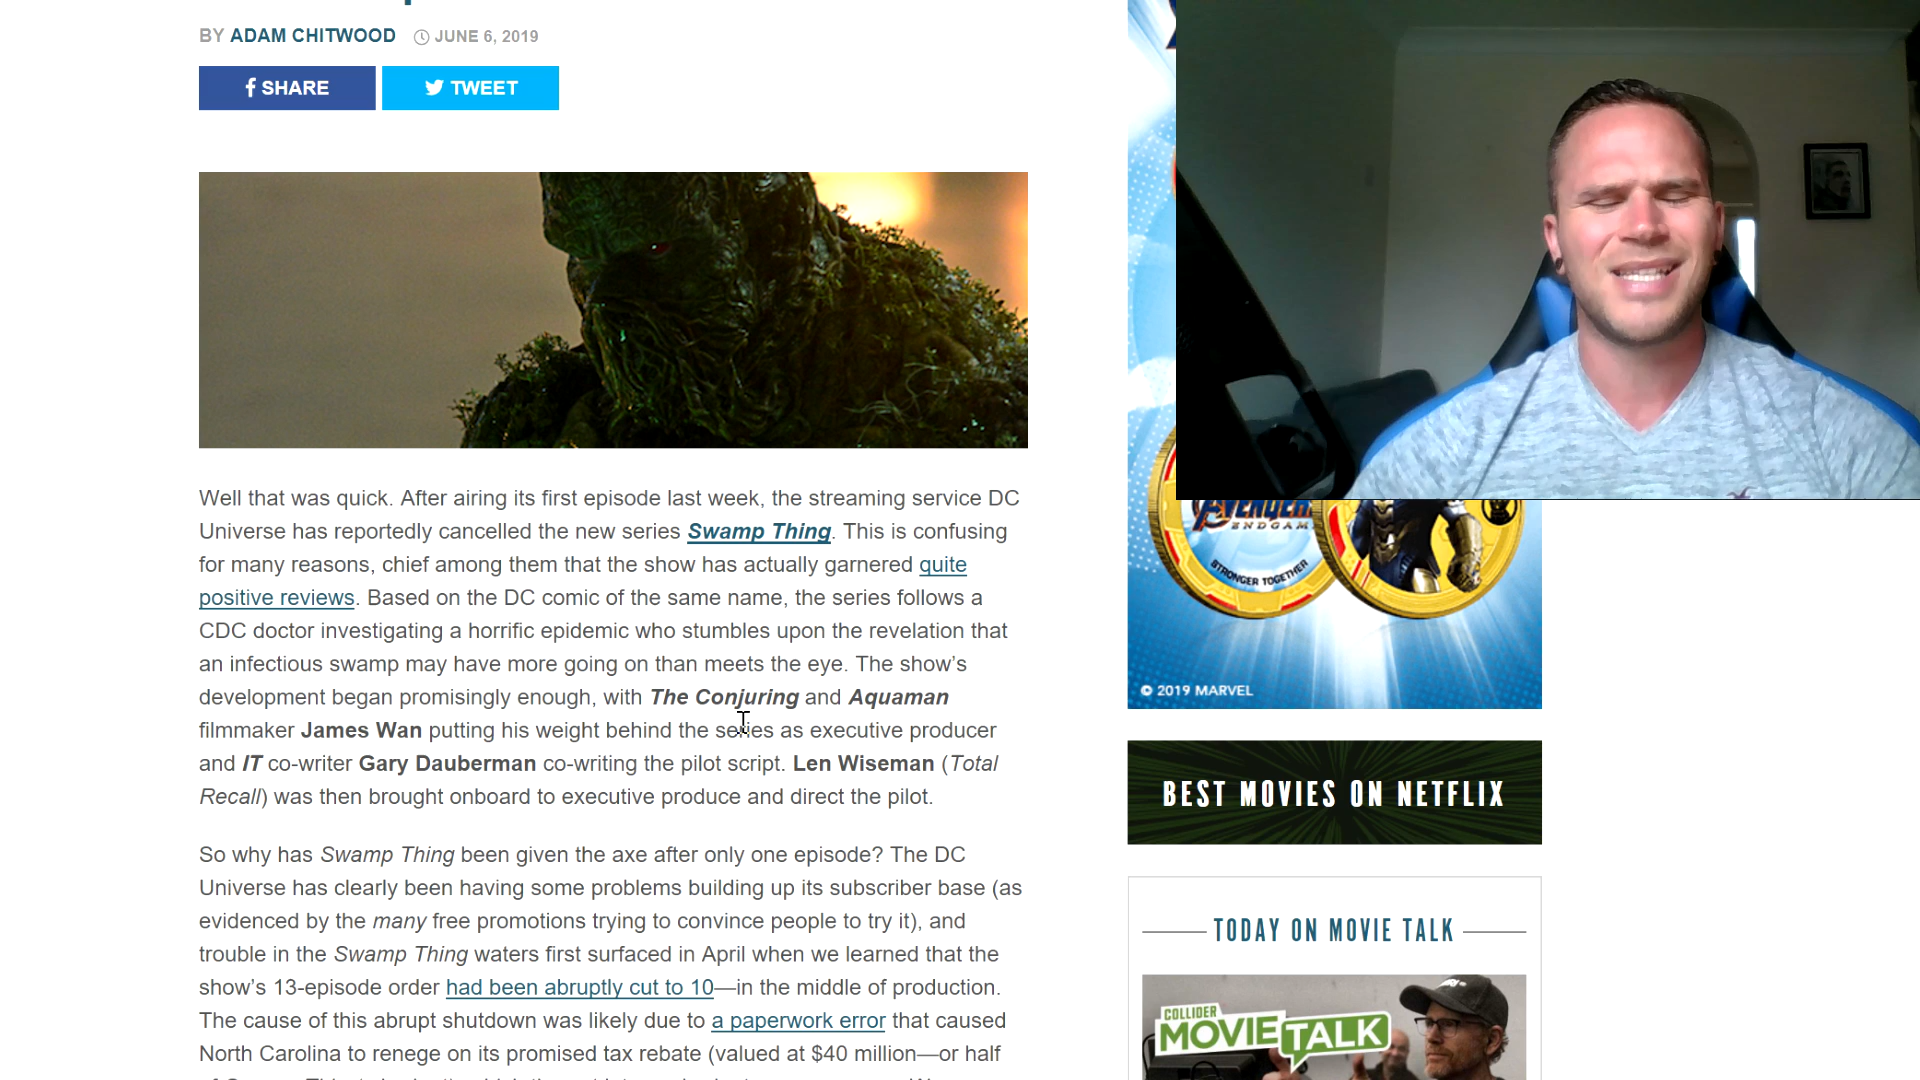 BY ADAM CHITWOOD JUNE 6, 2019
SHARE TWEET
Well that was quick. After airing its first episode last week, the streaming service DC
Universe has reportedly cancelled the new series Swamp Thing. This is confusing
for many reasons, chief among them that the show has actually garnered quite
positive reviews. Based on the DC comic of the same name, the series follows a
CDC doctor investigating a horrific epidemic who stumbles upon the revelation that
an infectious swamp may have more going on than meets the eye. The show’s
development began promisingly enough, with The Conjuring and Aquaman
filmmaker James Wan putting his weight behind the series as executive producer
and IT co-writer Gary Dauberman co-writing the pilot script. Len Wiseman (Total
Recall) was then brought onboard to executive produce and direct the pilot.
So why has Swamp Thing been given the axe after only one episode? The DC
Universe has clearly been having some problems building up its subscriber base (as
evidenced by the many free promotions trying to convince people to try it), and
trouble in the Swamp Thing waters first surfaced in April when we learned that the
show’s 13-episode order had been abruptly cut to 10—in the middle of production.
The cause of this abrupt shutdown was likely due to a paperwork error that caused
North Carolina to renege on its promised tax rebate (valued at $40 million—or half
AVENGERS
ENDGAME
STRONGER TOGETHER
© 2019 MARVEL
BEST MOVIES ON NETFLIX
TODAY ON MOVIE TALK
COLLIDER
MOVIE TALK